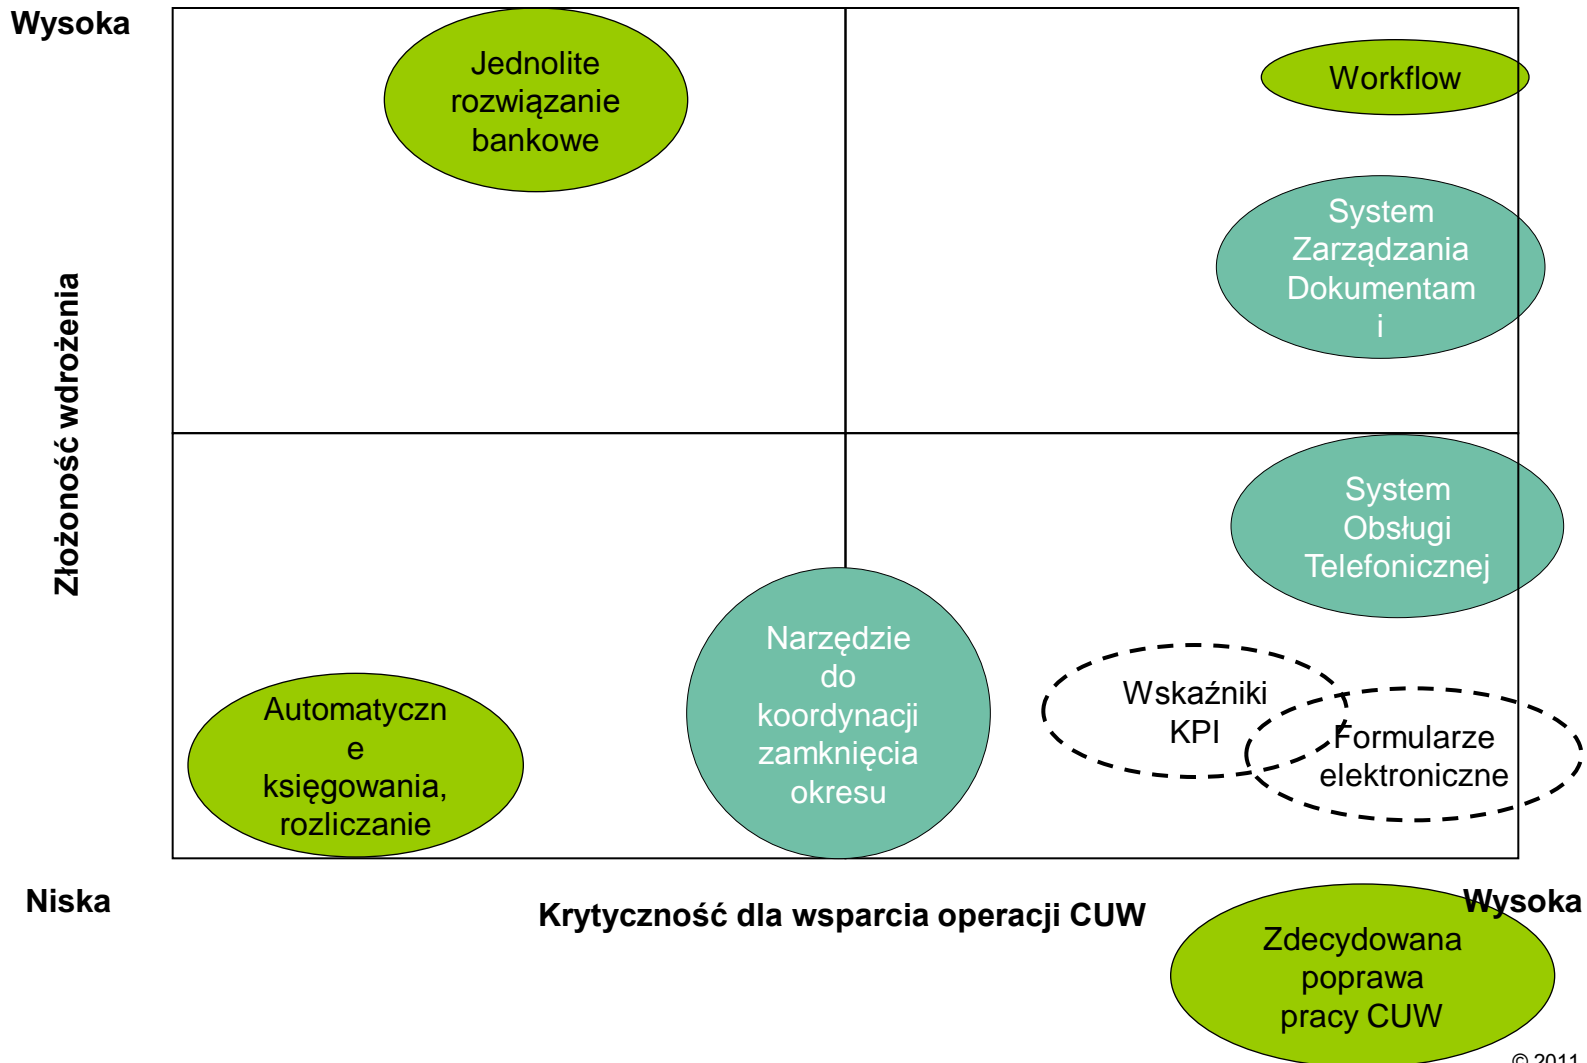 Wysoka
Jednolite
rozwiązanie
bankowe
Workflow
System
Zarządzania
Dokumentam
i
Złożoność wdrożenia
System
Obsługi
Telefonicznej
Narzędzie
do
koordynacji
zamknięcia
okresu
Wskaźniki
KPI
Formularze
elektroniczne
Automatyczn
e
księgowania,
rozliczanie
Niska
Krytyczność dla wsparcia operacji CUW
Wysoka
Zdecydowana
poprawa
pracy CUW
© 2011